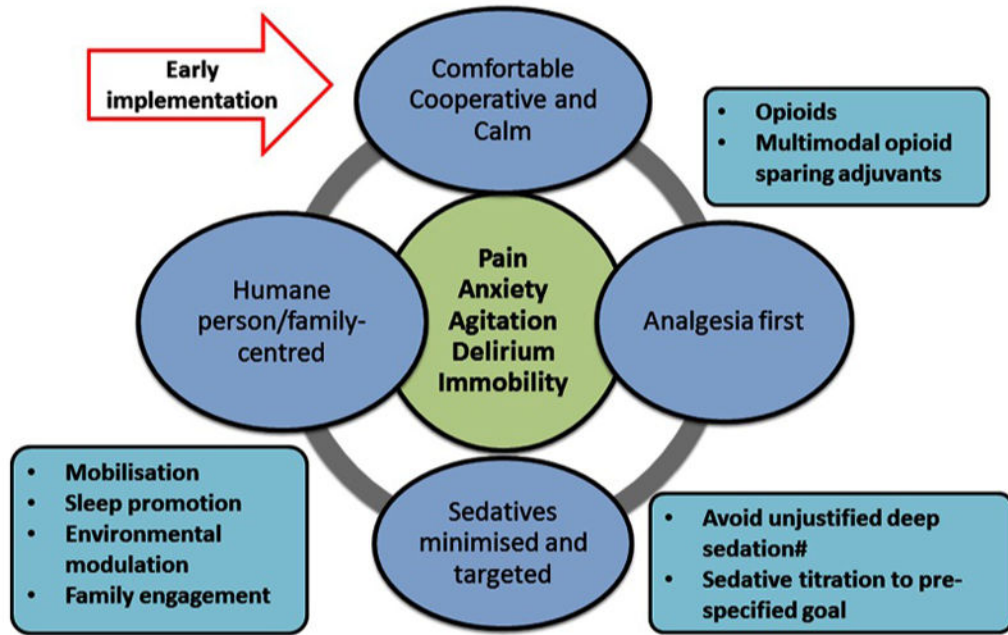 Early
implementation
Comfortable
Cooperative and
Calm
• Opioids
• Multimodal opioid
sparing adjuvants
Humane
person/family-
centred
Pain
Anxiety
Agitation
Delirium
Immobility
Analgesia first
• Mobilisation
• Sleep promotion
• Environmental
modulation
• Family engagement
Sedatives
minimised and
targeted
• Avoid unjustified deep
sedation#
• Sedative titration to pre-
specified goal